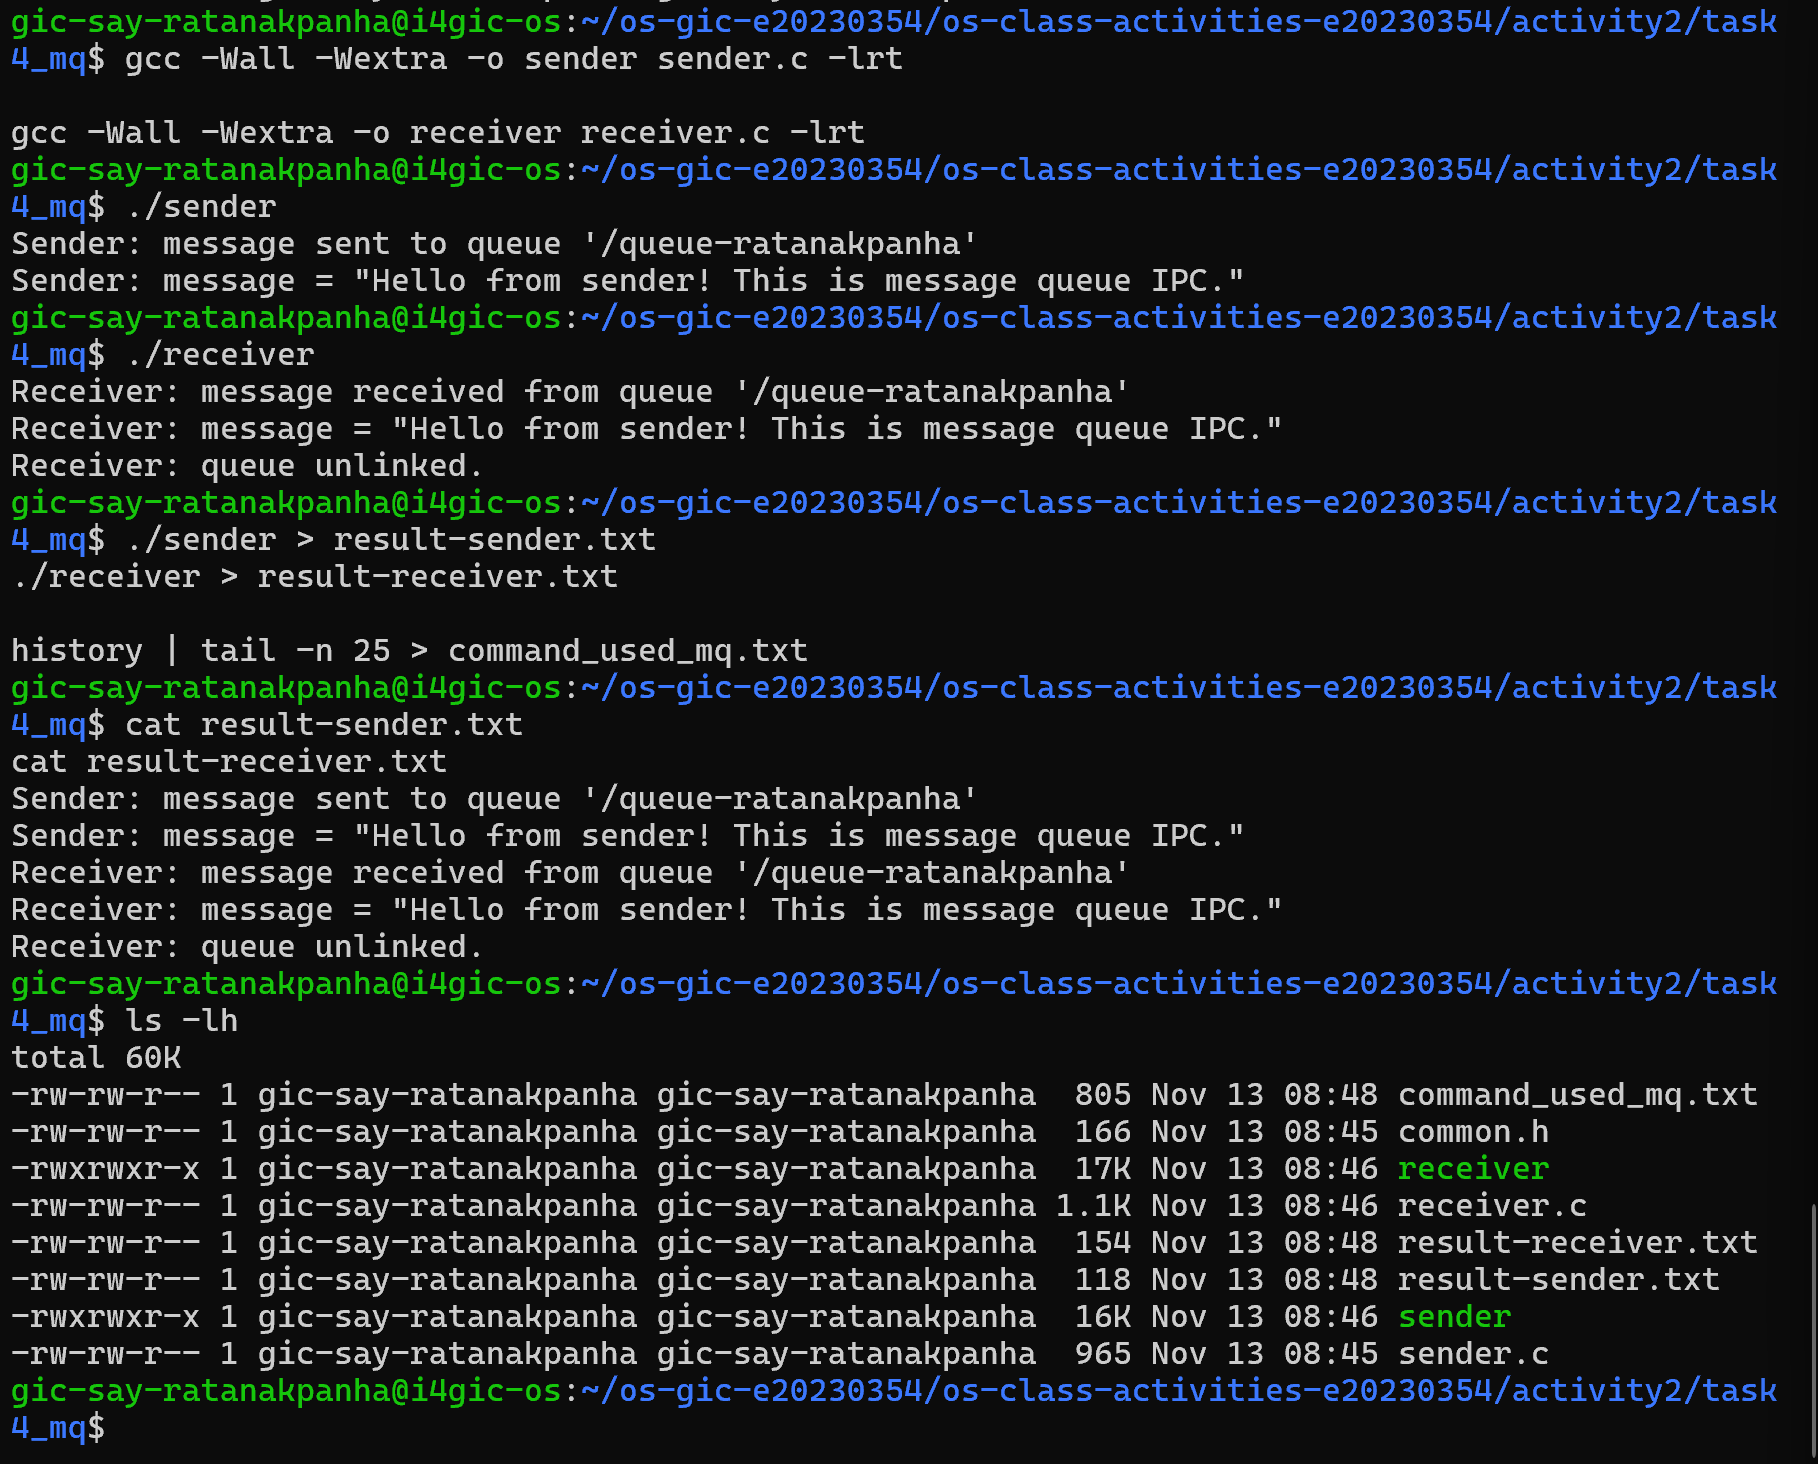 gic-say-ratanakpanha@i4gic-os:~/os-gic-e20230354/os-class-activities-e20230354/activity2/task
4_mq$ gcc -Wall -Wextra -o sender sender.c -lrt

gcc -Wall -Wextra -o receiver receiver.c -lrt
gic-say-ratanakpanha@i4gic-os:~/os-gic-e20230354/os-class-activities-e20230354/activity2/task
4_mq$ ./sender
Sender: message sent to queue '/queue-ratanakpanha'
Sender: message = "Hello from sender! This is message queue IPC."
gic-say-ratanakpanha@i4gic-os:~/os-gic-e20230354/os-class-activities-e20230354/activity2/task
4_mq$ ./receiver
Receiver: message received from queue '/queue-ratanakpanha'
Receiver: message = "Hello from sender! This is message queue IPC."
Receiver: queue unlinked.
gic-say-ratanakpanha@i4gic-os:~/os-gic-e20230354/os-class-activities-e20230354/activity2/task
4_mq$ ./sender > result-sender.txt
./receiver > result-receiver.txt

history | tail -n 25 > command_used_mq.txt
gic-say-ratanakpanha@i4gic-os:~/os-gic-e20230354/os-class-activities-e20230354/activity2/task
4_mq$ cat result-sender.txt
cat result-receiver.txt
Sender: message sent to queue '/queue-ratanakpanha'
Sender: message = "Hello from sender! This is message queue IPC."
Receiver: message received from queue '/queue-ratanakpanha'
Receiver: message = "Hello from sender! This is message queue IPC."
Receiver: queue unlinked.
gic-say-ratanakpanha@i4gic-os:~/os-gic-e20230354/os-class-activities-e20230354/activity2/task
4_mq$ ls -lh
total 60K
-rw-rw-r-- 1 gic-say-ratanakpanha gic-say-ratanakpanha  805 Nov 13 08:48 command_used_mq.txt
-rw-rw-r-- 1 gic-say-ratanakpanha gic-say-ratanakpanha  166 Nov 13 08:45 common.h
-rwxrwxr-x 1 gic-say-ratanakpanha gic-say-ratanakpanha  17K Nov 13 08:46 receiver
-rw-rw-r-- 1 gic-say-ratanakpanha gic-say-ratanakpanha 1.1K Nov 13 08:46 receiver.c
-rw-rw-r-- 1 gic-say-ratanakpanha gic-say-ratanakpanha  154 Nov 13 08:48 result-receiver.txt
-rw-rw-r-- 1 gic-say-ratanakpanha gic-say-ratanakpanha  118 Nov 13 08:48 result-sender.txt
-rwxrwxr-x 1 gic-say-ratanakpanha gic-say-ratanakpanha  16K Nov 13 08:46 sender
-rw-rw-r-- 1 gic-say-ratanakpanha gic-say-ratanakpanha  965 Nov 13 08:45 sender.c
gic-say-ratanakpanha@i4gic-os:~/os-gic-e20230354/os-class-activities-e20230354/activity2/task
4_mq$